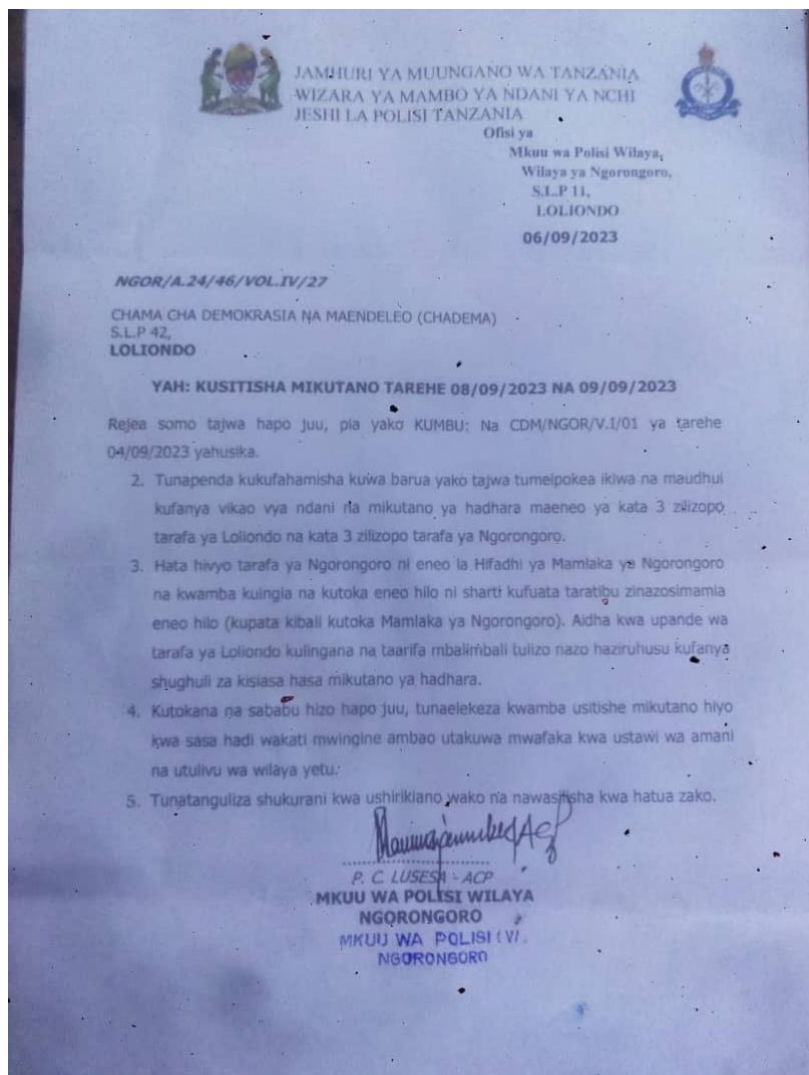 JAMHURI YA MUUNGANO WA TANZANIA
WIZARA YA MAMBO YA NDANI YA NCHI
JESHI LA POLISI TANZANIA
Ofisi ya
Mkuu wa Polisi Wilaya,
Wilaya ya Ngorongoro,
S.L.P 11,
LOLIONDO
06/09/2023
NGOR/A.24/46/VOL.IV/27
CHAMA CHA DEMOKRASIA NA MAENDELEO (CHADEMA)
S.L.P 42,
LOLIONDO
YAH: KUSITISHA MIKUTANO TAREHE 08/09/2023 NA 09/09/2023
Rejea somo tajwa hapo juu, pia yako KUMBU: Na CDM/NGOR/V.I/01 ya tarehe
04/09/2023 yahusika.
2. Tunapenda kukufahamisha kuwa barua yako tajwa tumeipokea ikiwa na maudhui
kufanya vikao vya ndani na mikutano ya hadhara maeneo ya kata 3 zilizopo
tarafa ya Loliondo na kata 3 zilizopo tarafa ya Ngorongoro.
3. Hata hivyo tarafa ya Ngorongoro ni eneo la Hifadhi ya Mamlaka ya Ngorongoro
na kwamba kuingia na kutoka eneo hilo ni sharti kufuata taratibu zinazosimamia
eneo hilo (kupata kibali kutoka Mamlaka ya Ngorongoro). Aidha kwa upande wa
tarafa ya Loliondo kulingana na taarifa mbalimbali tulizo nazo haziruhusu kufanya
shughuli za kisiasa hasa mikutano ya hadhara.
4. Kutokana na sababu hizo hapo juu, tunaelekeza kwamba usitishe mikutano hiyo
kwa sasa hadi wakati mwingine ambao utakuwa mwafaka kwa ustawi wa amani
na utulivu wa wilaya yetu.
5. Tunatanguliza shukurani kwa ushirikiano wako na nawasilisha kwa hatua zako.
P. C. LUSESA - ACP
MKUU WA POLISI WILAYA
NGORONGORO
MKUU WA POLISI (W)
NGORONGORO